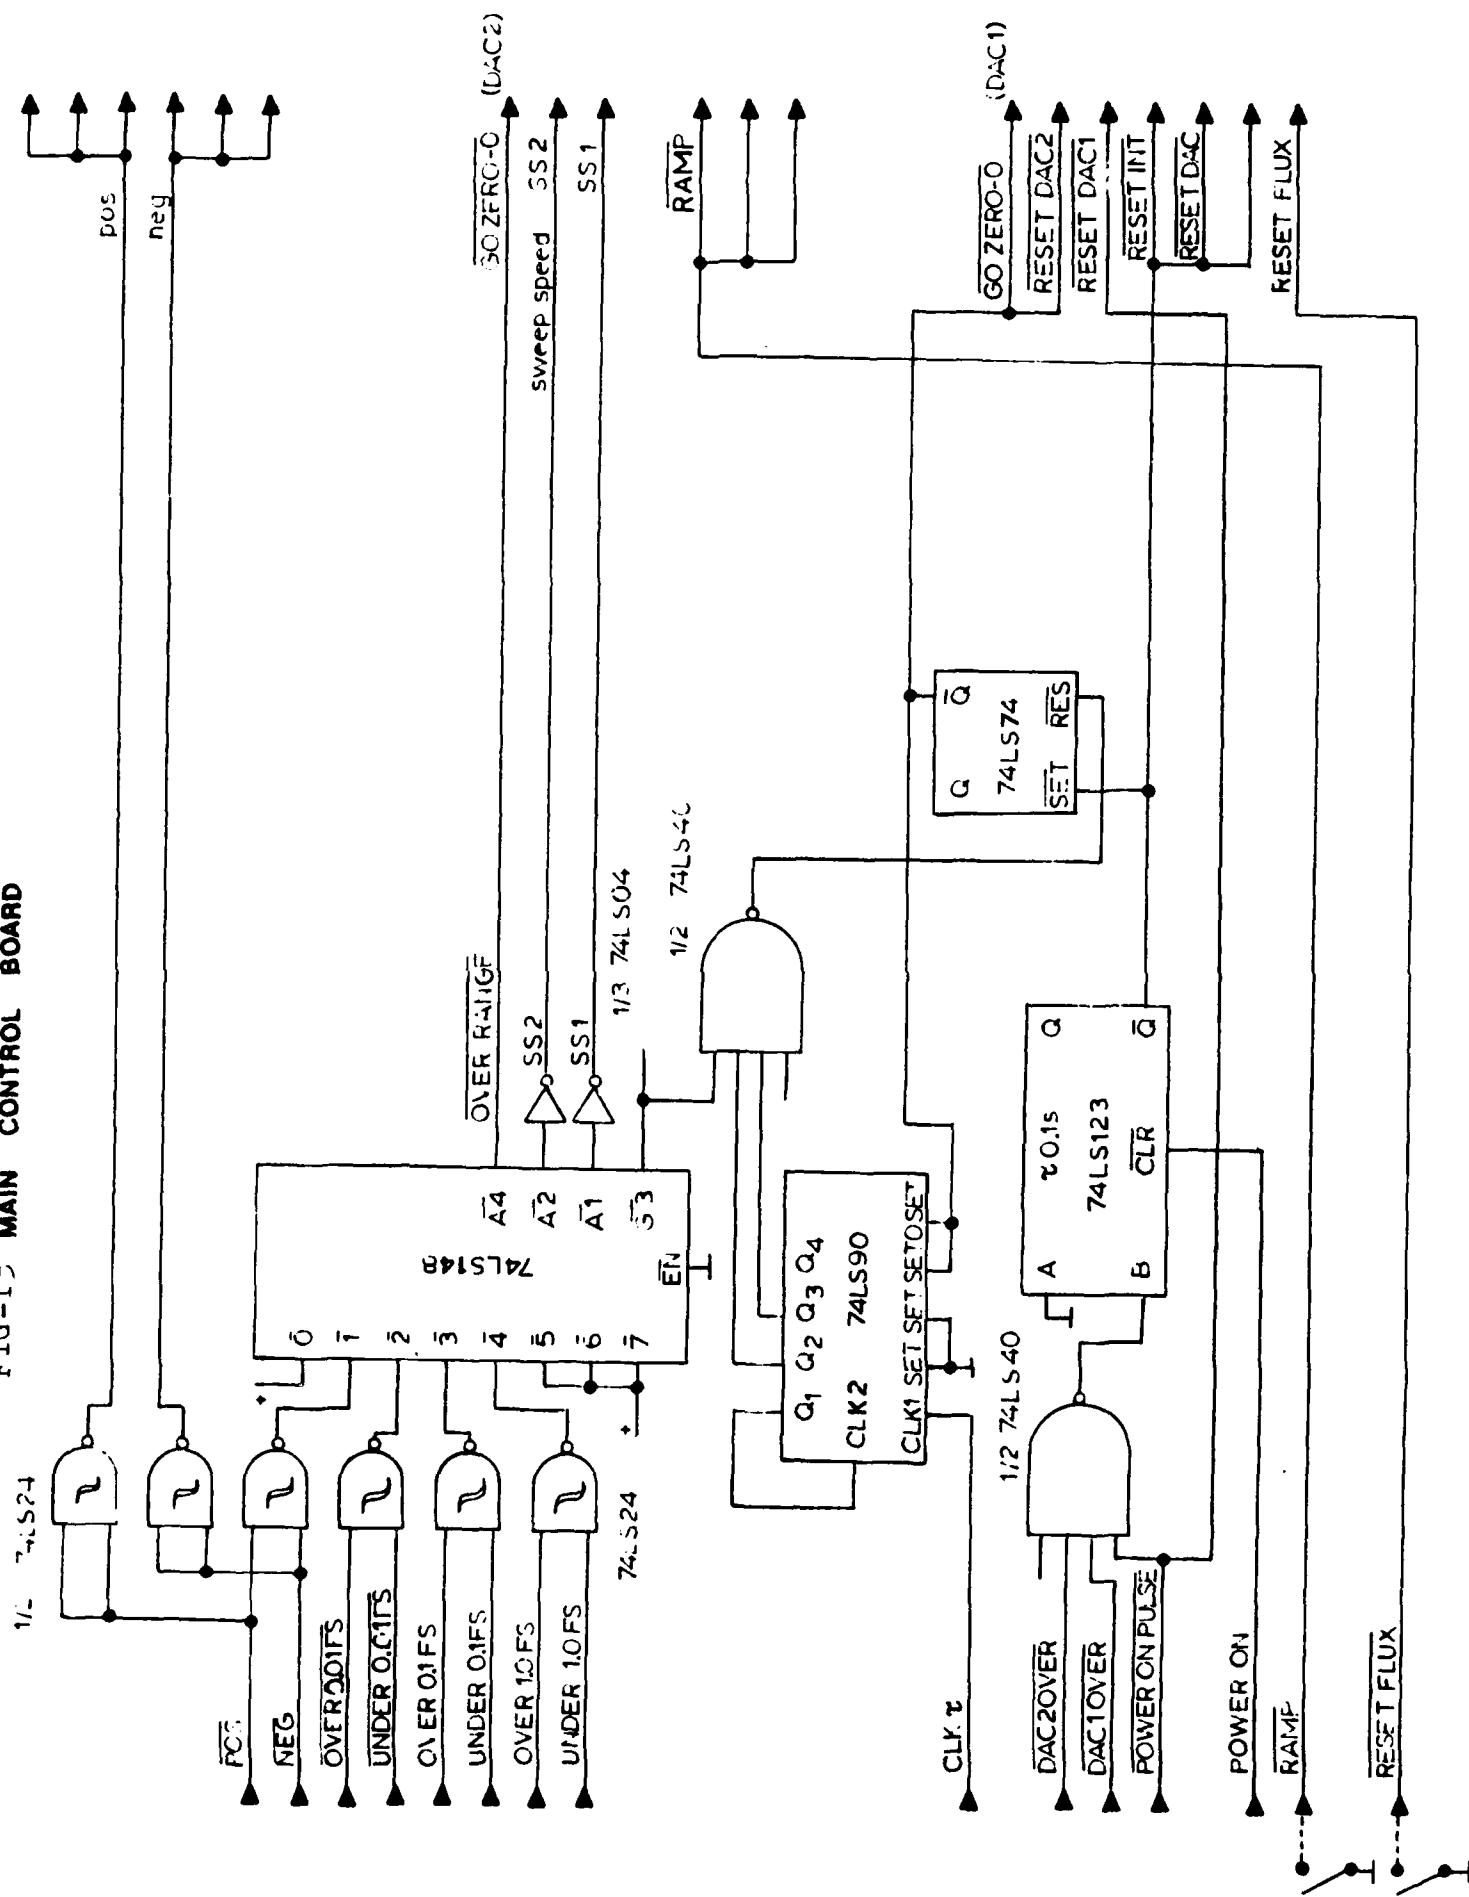 MAIN CONTROL BOARD
pos
neg
GO ZERO-0 (DAC2)
sweep speed SS2
SS1
RAMP
GO ZERO-0 (DAC1)
RESET DAC2
RESET DAC1
RESET INT
RESET DAC
RESET FLUX
OVER RANGE
SS2
SS1
1/3 74LS04
1/2
74LS148
0
1
2
3
4
5
6
7
A4
A2
A1
EN
+
+
74LS24
74LS24
NEG
OVER 0.01FS
UNDER 0.01FS
OVER 0.1FS
UNDER 0.1FS
OVER 1.0FS
UNDER 1.0FS
Q1 Q2 Q3 Q4
CLK2 74LS90
CLK1 SET SET SET0SET
Q Q
74LS74
SET RES
1/2 74LS40
A Q
τ 0.1s
74LS123
B CLR Q
CLK τ
DAC2OVER
DAC1OVER
POWER ON PULSE
POWER ON
RAMP
RESET FLUX